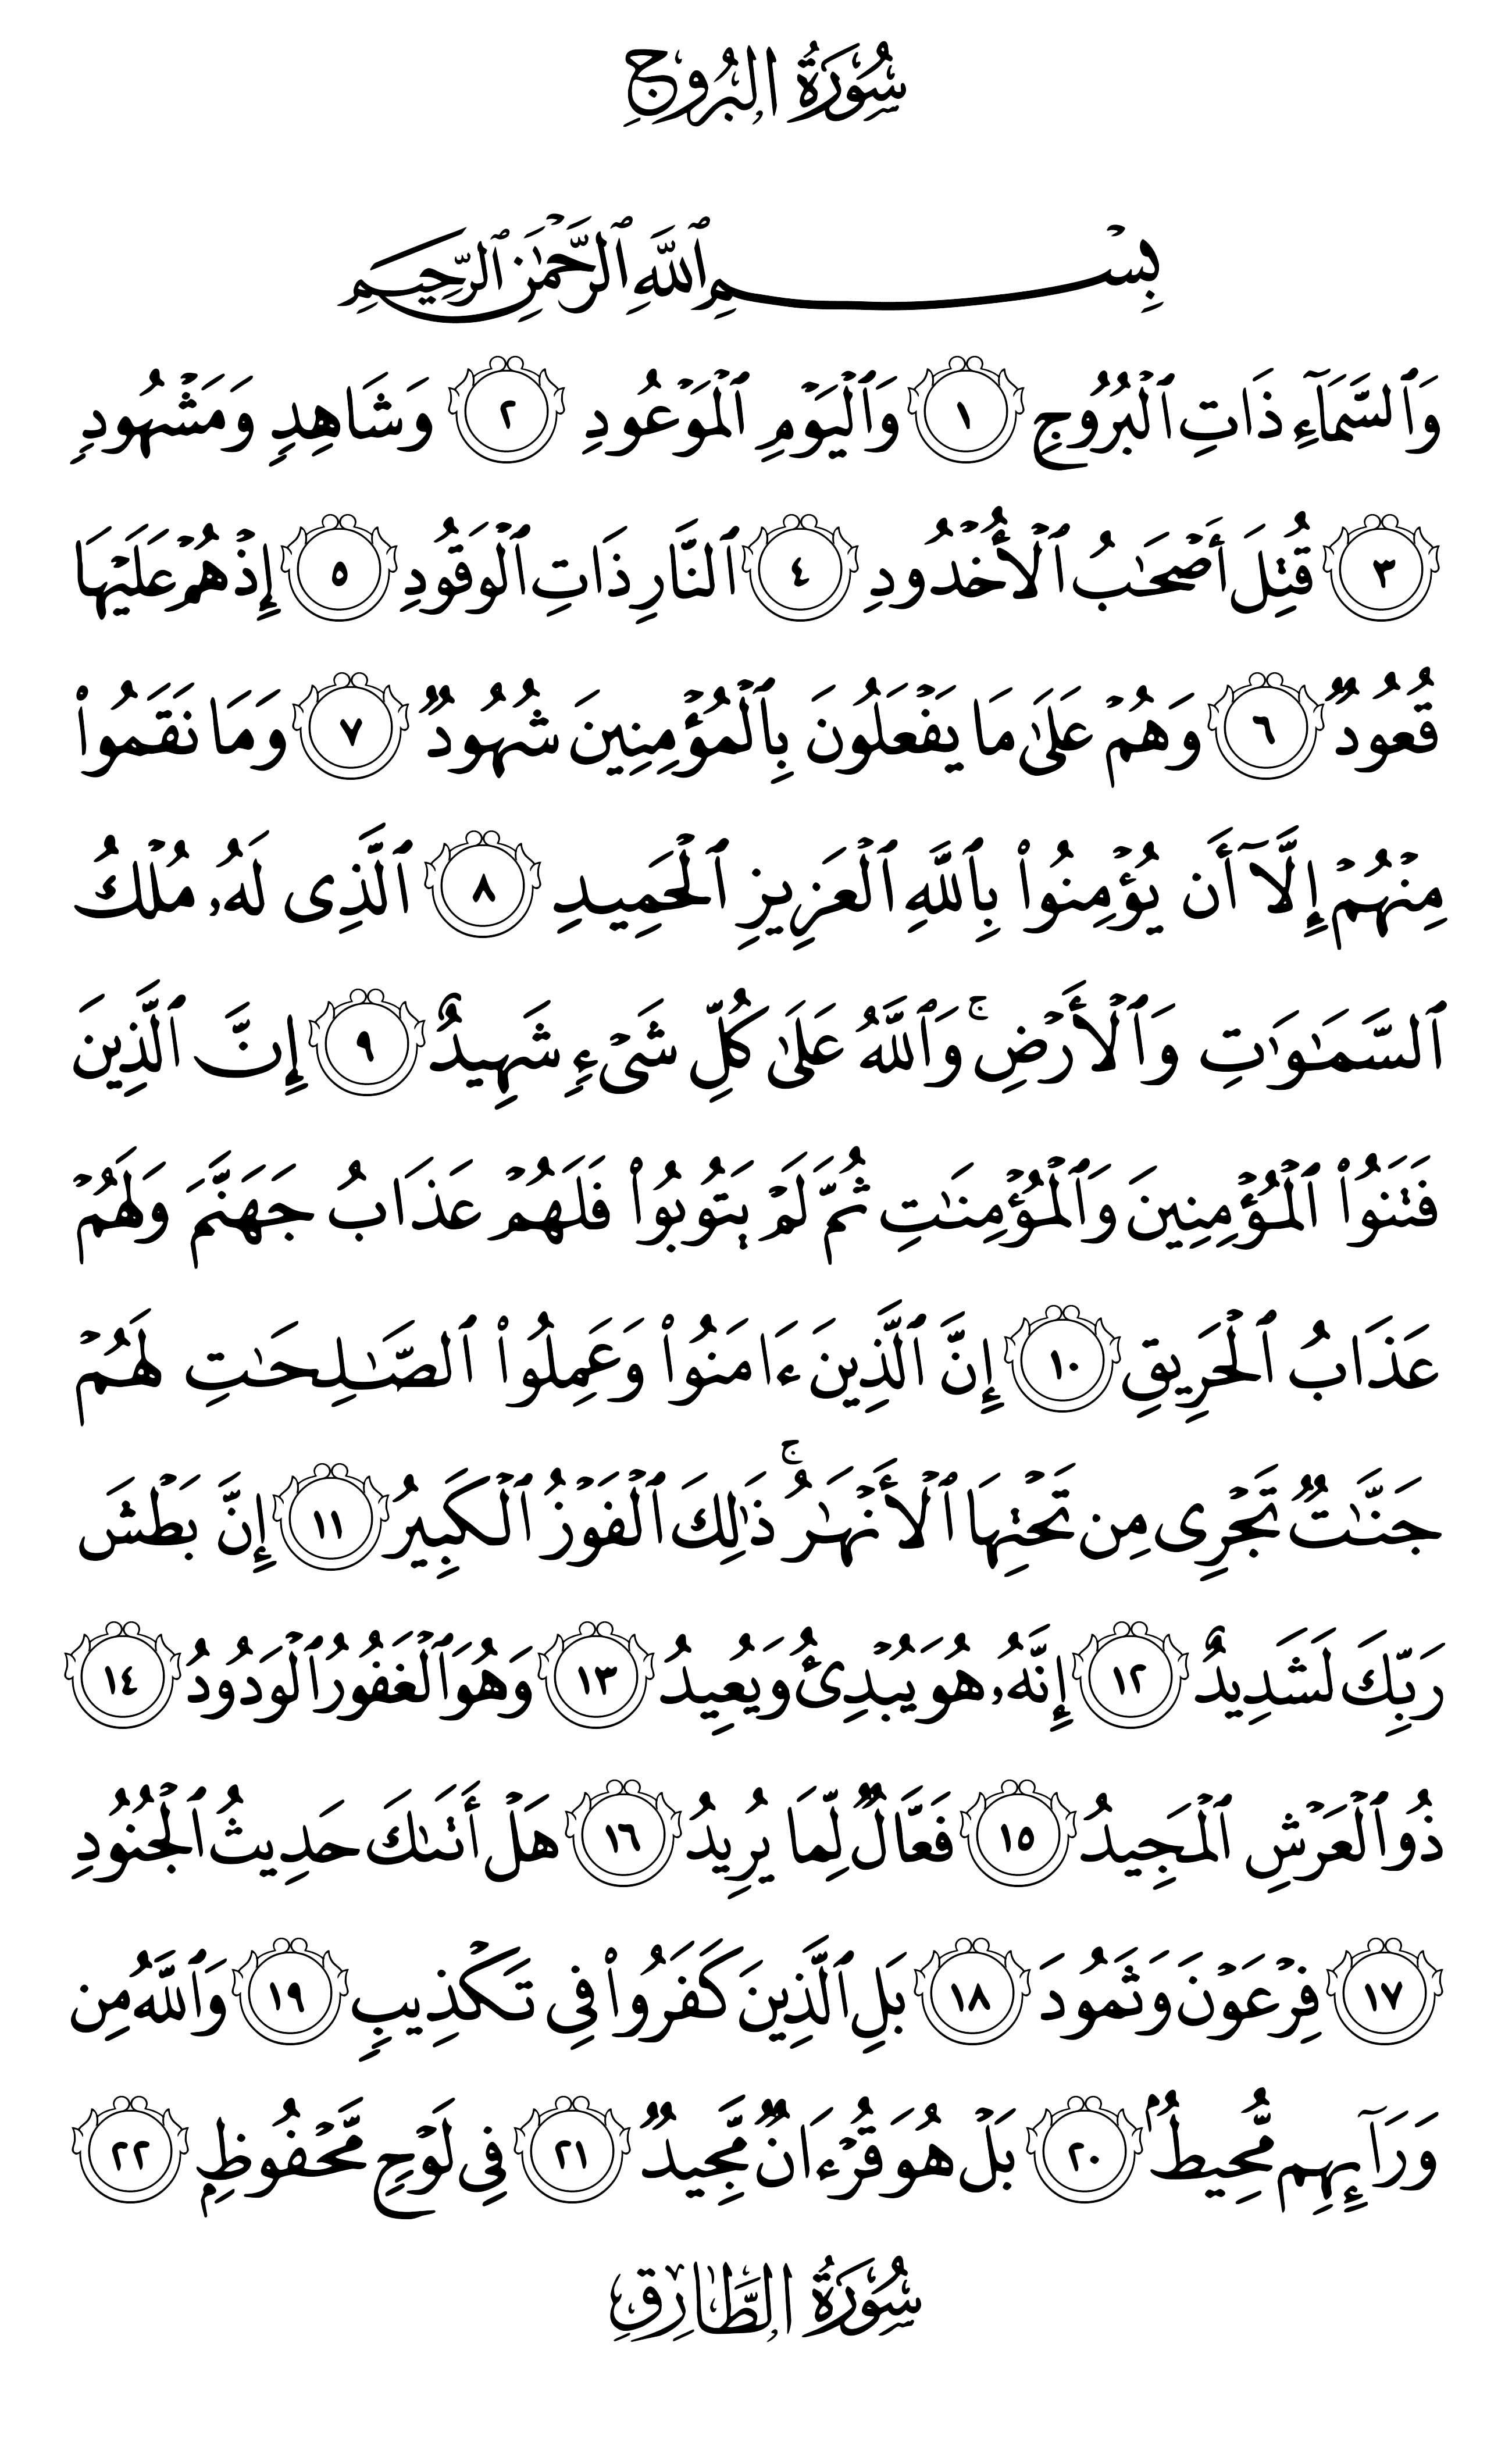 سُورَةُ البُرُوجِ
بِسۡمِ ٱللَّهِ ٱلرَّحۡمَٰنِ ٱلرَّحِيمِ
وَٱلسَّمَآءِ ذَاتِ ٱلۡبُرُوجِ ١ وَٱلۡيَوۡمِ ٱلۡمَوۡعُودِ ٢ وَشَاهِدٖ وَمَشۡهُودٖ
٣ قُتِلَ أَصۡحَٰبُ ٱلۡأُخۡدُودِ ٤ ٱلنَّارِ ذَاتِ ٱلۡوَقُودِ ٥ إِذۡ هُمۡ عَلَيۡهَا
قُعُودٞ ٦ وَهُمۡ عَلَىٰ مَا يَفۡعَلُونَ بِٱلۡمُؤۡمِنِينَ شُهُودٞ ٧ وَمَا نَقَمُواْ
مِنۡهُمۡ إِلَّآ أَن يُؤۡمِنُواْ بِٱللَّهِ ٱلۡعَزِيزِ ٱلۡحَمِيدِ ٨ ٱلَّذِي لَهُۥ مُلۡكُ
ٱلسَّمَٰوَٰتِ وَٱلۡأَرۡضِۚ وَٱللَّهُ عَلَىٰ كُلِّ شَيۡءٖ شَهِيدٌ ٩ إِنَّ ٱلَّذِينَ
فَتَنُواْ ٱلۡمُؤۡمِنِينَ وَٱلۡمُؤۡمِنَٰتِ ثُمَّ لَمۡ يَتُوبُواْ فَلَهُمۡ عَذَابُ جَهَنَّمَ وَلَهُمۡ
عَذَابُ ٱلۡحَرِيقِ ١٠ إِنَّ ٱلَّذِينَ ءَامَنُواْ وَعَمِلُواْ ٱلصَّٰلِحَٰتِ لَهُمۡ
جَنَّٰتٞ تَجۡرِي مِن تَحۡتِهَا ٱلۡأَنۡهَٰرُۚ ذَٰلِكَ ٱلۡفَوۡزُ ٱلۡكَبِيرُ ١١ إِنَّ بَطۡشَ
رَبِّكَ لَشَدِيدٌ ١٢ إِنَّهُۥ هُوَ يُبۡدِئُ وَيُعِيدُ ١٣ وَهُوَ ٱلۡغَفُورُ ٱلۡوَدُودُ ١٤
ذُو ٱلۡعَرۡشِ ٱلۡمَجِيدُ ١٥ فَعَّالٞ لِّمَا يُرِيدُ ١٦ هَلۡ أَتَىٰكَ حَدِيثُ ٱلۡجُنُودِ
١٧ فِرۡعَوۡنَ وَثَمُودَ ١٨ بَلِ ٱلَّذِينَ كَفَرُواْ فِي تَكۡذِيبٖ ١٩ وَٱللَّهُ مِن
وَرَآئِهِم مُّحِيطُۢ ٢٠ بَلۡ هُوَ قُرۡءَانٞ مَّجِيدٞ ٢١ فِي لَوۡحٖ مَّحۡفُوظِۭ ٢٢
سُورَةُ الطَّارِقِ